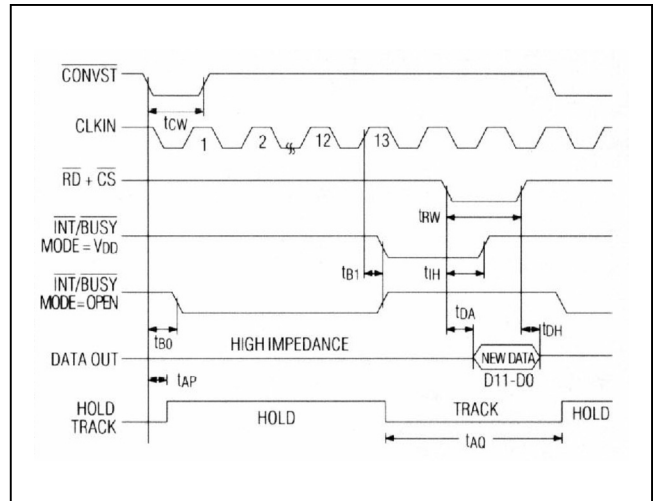 CONVST
tCW
CLKIN
1 2 12 13
RD + CS
tRW
INT/BUSY
MODE = VDD
tB1 tIH
INT/BUSY
MODE = OPEN
tB0 tDA tDH
HIGH IMPEDANCE
DATA OUT NEW DATA
D11-D0
tAP
HOLD
TRACK
HOLD TRACK HOLD
tAQ